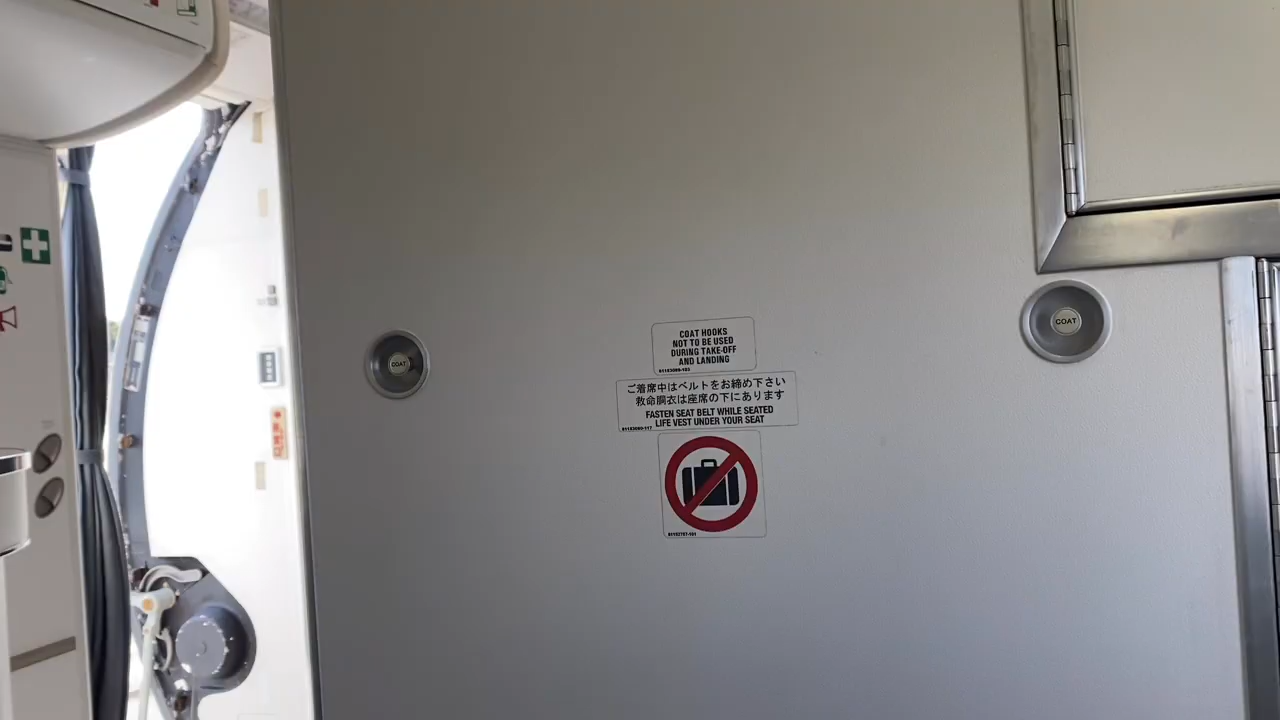 COAT
COAT
COAT HOOKS
NOT TO BE USED
DURING TAKE-OFF
AND LANDING
ご着席中はベルトをお締め下さい
救命胴衣は座席の下にあります
FASTEN SEAT BELT WHILE SEATED
LIFE VEST UNDER YOUR SEAT